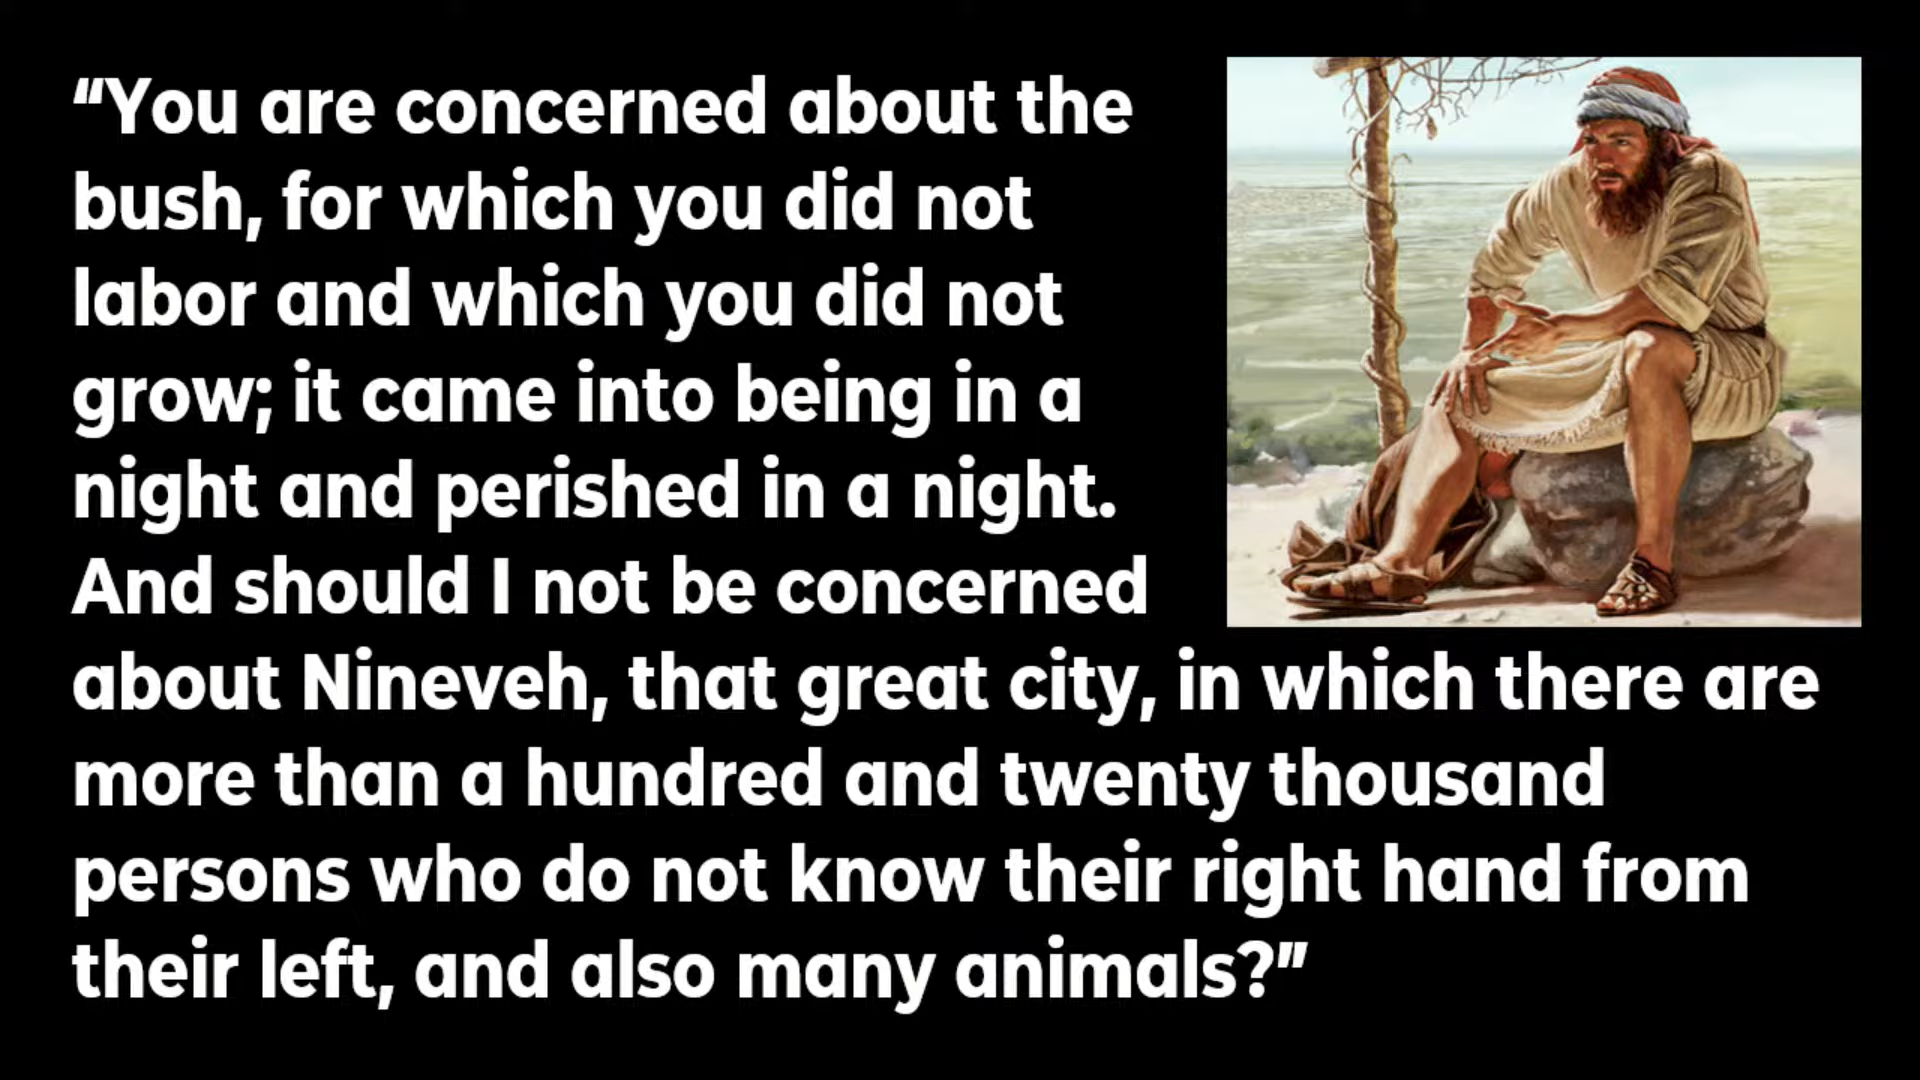 “You are concerned about the
bush, for which you did not
labor and which you did not
grow; it came into being in a
night and perished in a night.
And should I not be concerned
about Nineveh, that great city, in which there are
more than a hundred and twenty thousand
persons who do not know their right hand from
their left, and also many animals?”